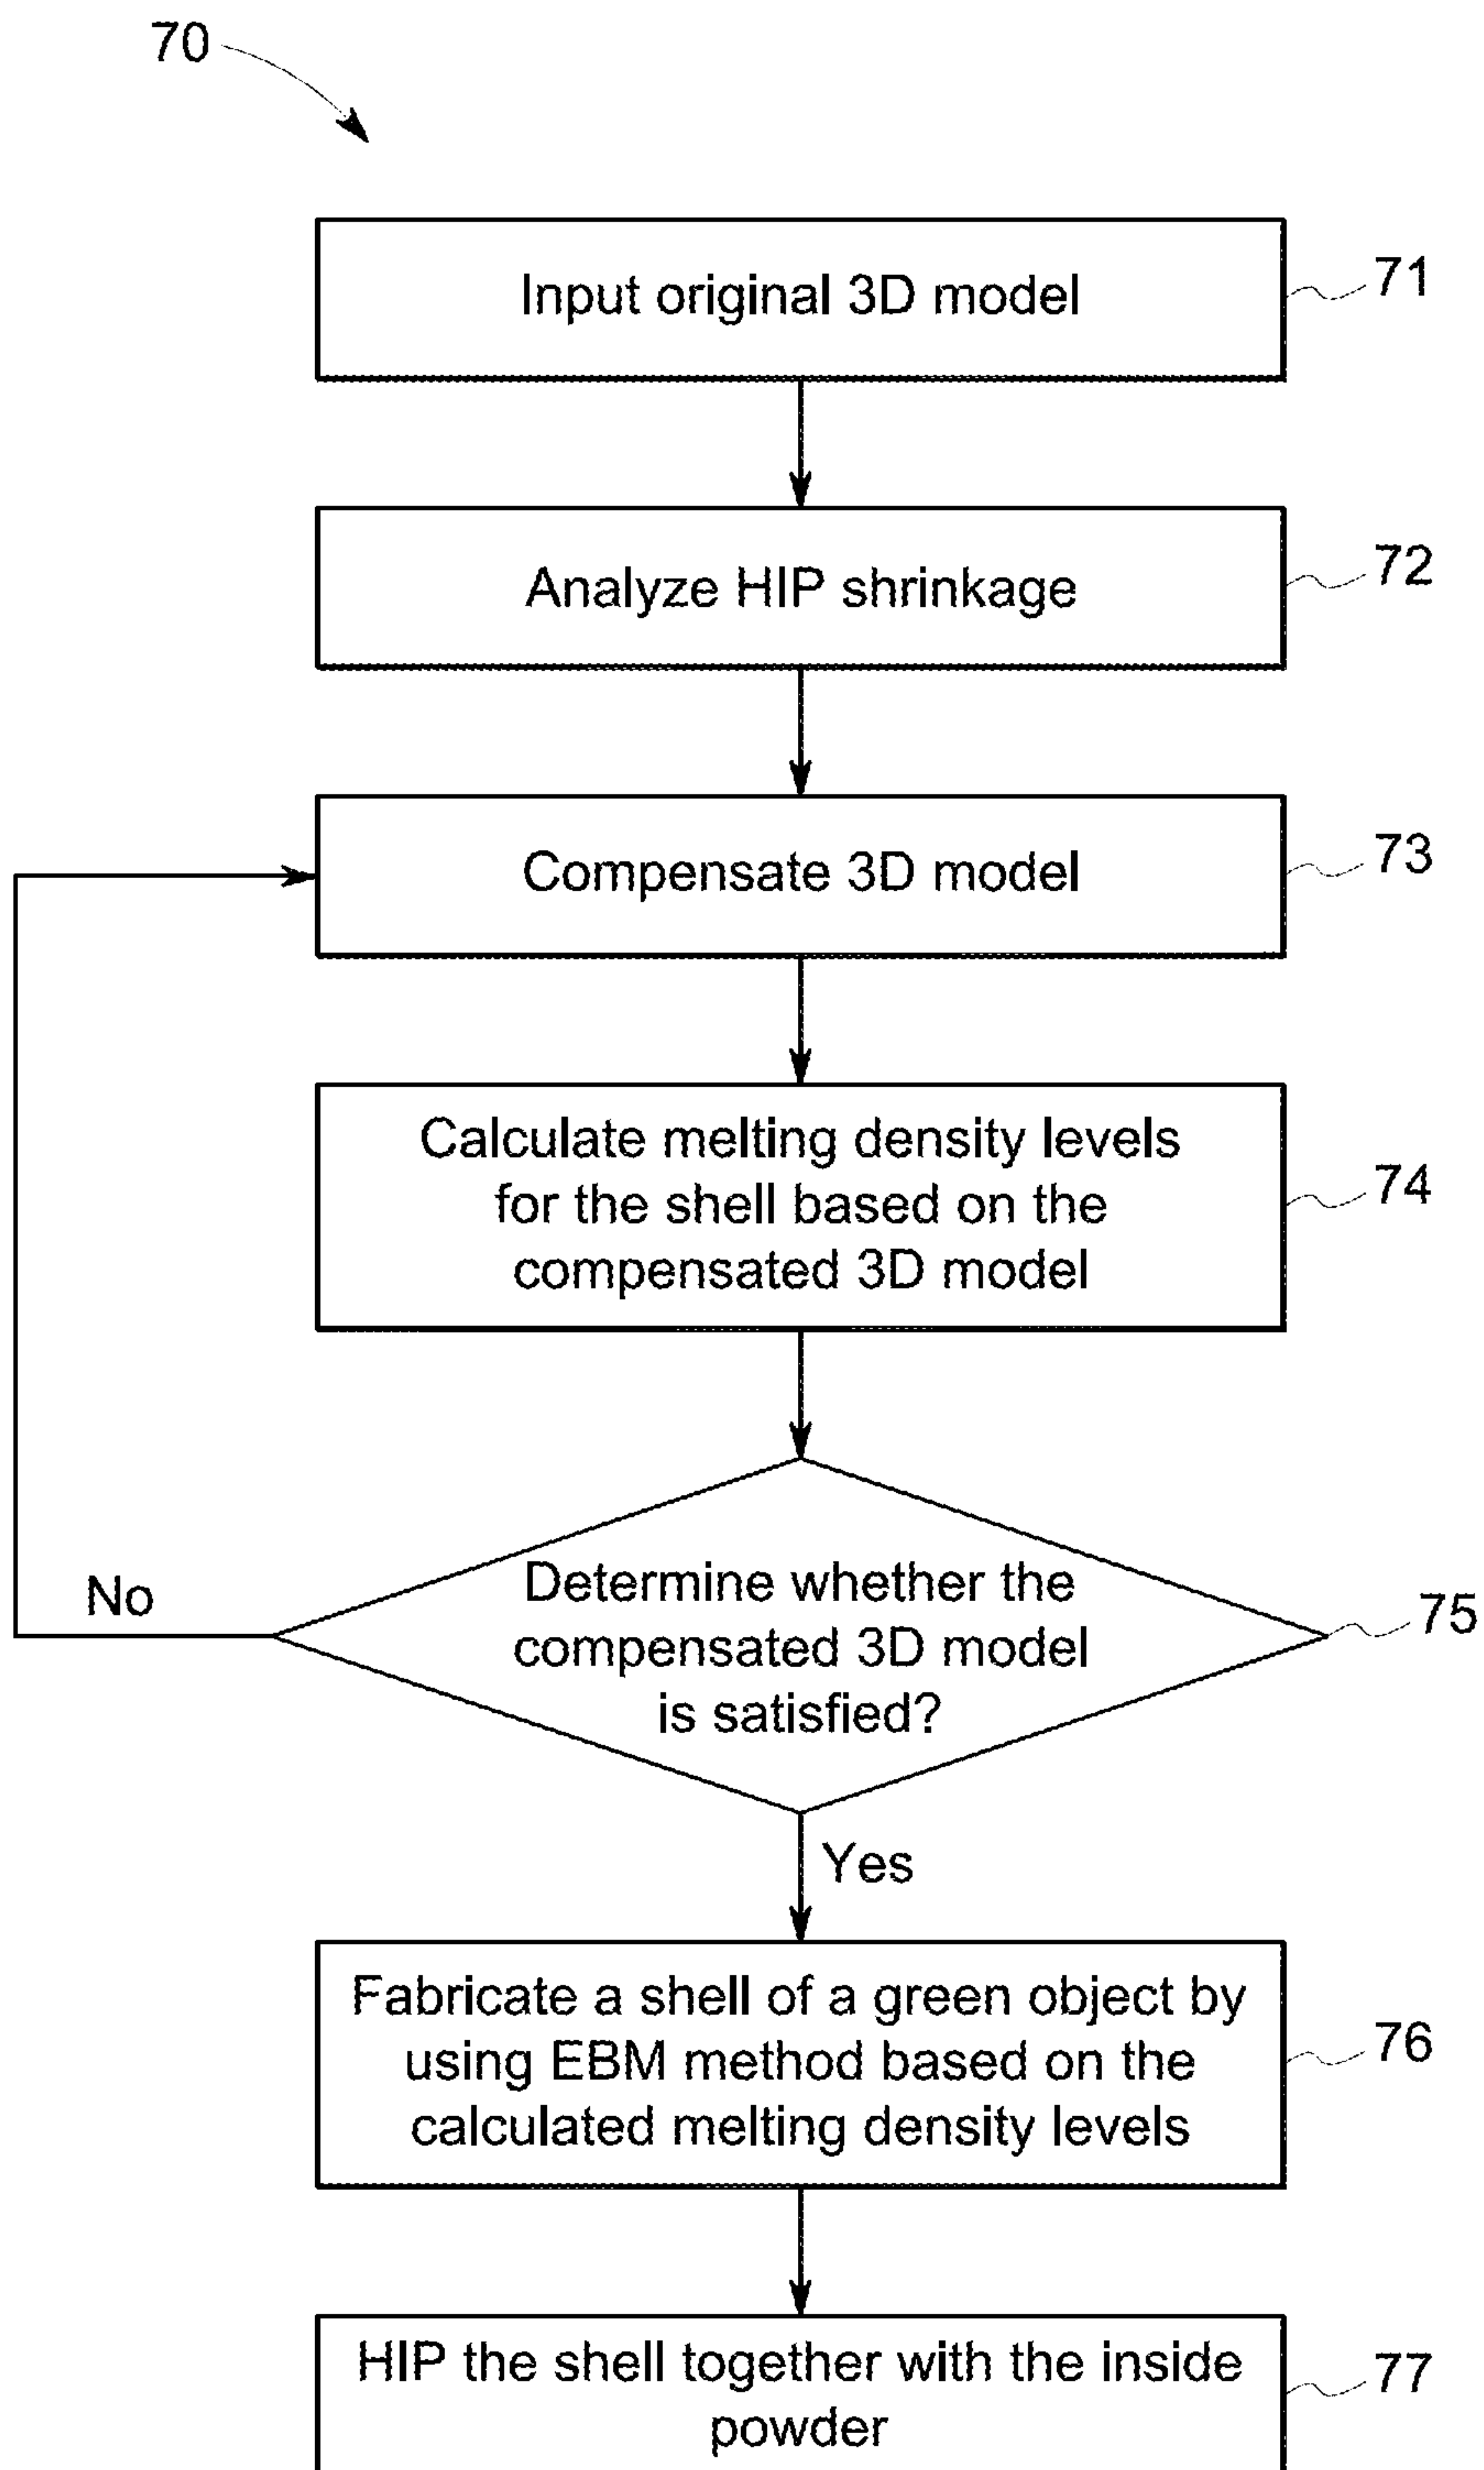 70
Input original 3D model
71
Analyze HIP shrinkage
72
Compensate 3D model
73
Calculate melting density levels
for the shell based on the
compensated 3D model
74
Determine whether the
compensated 3D model
is satisfied?
75
No
Yes
Fabricate a shell of a green object by
using EBM method based on the
calculated melting density levels
76
HIP the shell together with the inside
powder
77